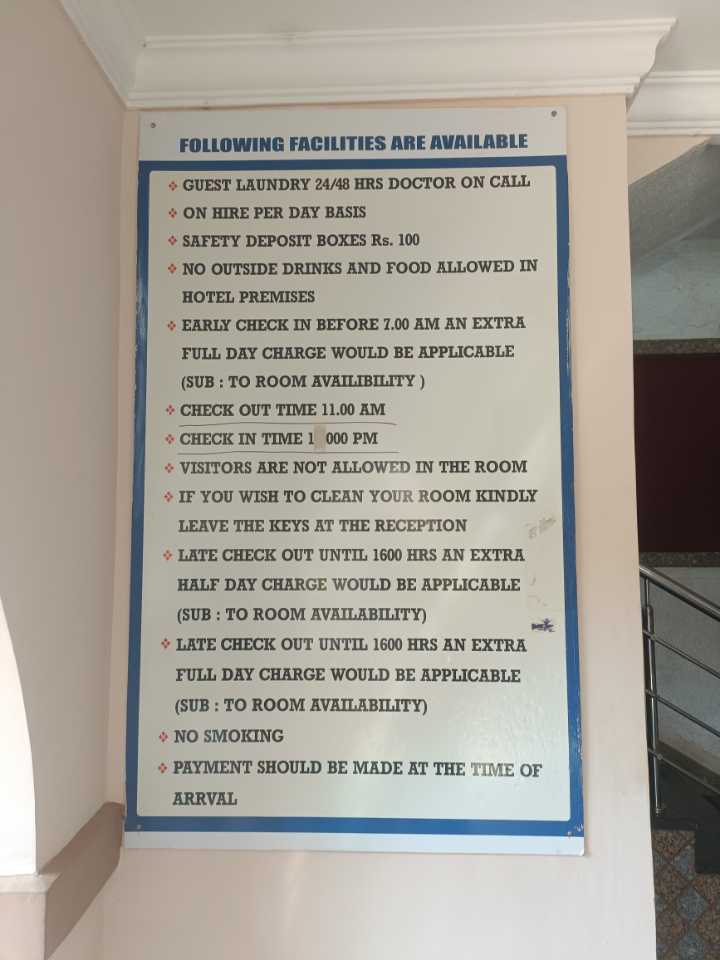 FOLLOWING FACILITIES ARE AVAILABLE
❖ GUEST LAUNDRY 24/48 HRS DOCTOR ON CALL
❖ ON HIRE PER DAY BASIS
❖ SAFETY DEPOSIT BOXES Rs. 100
❖ NO OUTSIDE DRINKS AND FOOD ALLOWED IN
HOTEL PREMISES
❖ EARLY CHECK IN BEFORE 7.00 AM AN EXTRA
FULL DAY CHARGE WOULD BE APPLICABLE
(SUB : TO ROOM AVAILIBILITY )
❖ CHECK OUT TIME 11.00 AM
❖ CHECK IN TIME 1 000 PM
❖ VISITORS ARE NOT ALLOWED IN THE ROOM
❖ IF YOU WISH TO CLEAN YOUR ROOM KINDLY
LEAVE THE KEYS AT THE RECEPTION
❖ LATE CHECK OUT UNTIL 1600 HRS AN EXTRA
HALF DAY CHARGE WOULD BE APPLICABLE
(SUB : TO ROOM AVAILABILITY)
❖ LATE CHECK OUT UNTIL 1600 HRS AN EXTRA
FULL DAY CHARGE WOULD BE APPLICABLE
(SUB : TO ROOM AVAILABILITY)
❖ NO SMOKING
❖ PAYMENT SHOULD BE MADE AT THE TIME OF
ARRVAL